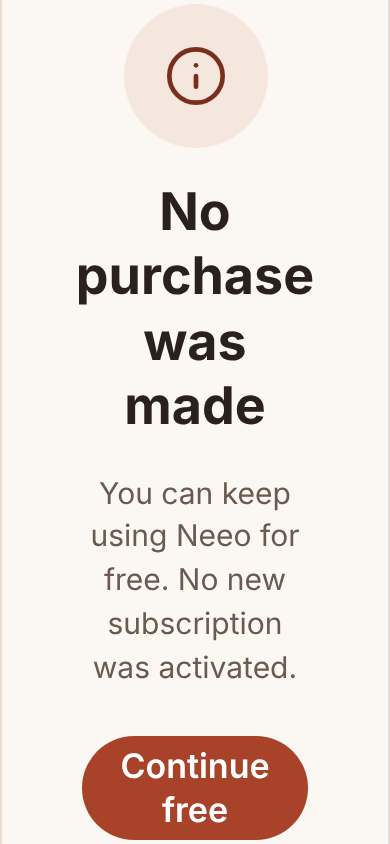 No
purchase
was
made
You can keep
using Neeo for
free. No new
subscription
was activated.
Continue
free